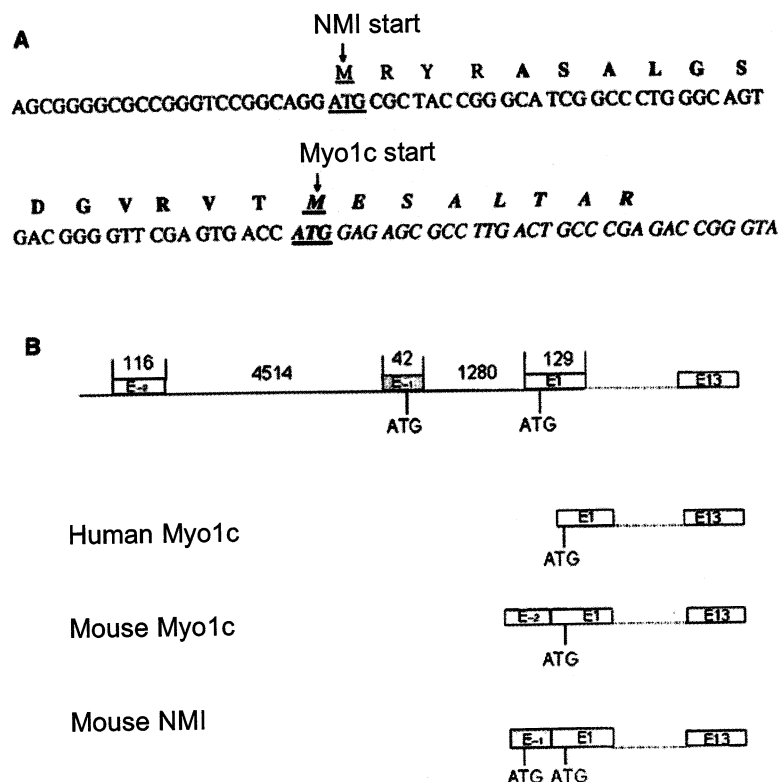 A
NMI start
M R Y R A S A L G S
AGCGGGGCGCCGGGTCCGGCAGG ATG CGC TAC CGG GCA TCG GCC CTG GGC AGT
Myo1c start
D G V R V T M E S A L T A R
GAC GGG GTT CGA GTG ACC ATG GAG AGC GCC TTG ACT GCC CGA GAC CGG GTA
B
116 4514 42 1280 129
E-2 E-1 E1 E13
ATG ATG
Human Myo1c E1 E13
ATG
Mouse Myo1c E-2 E1 E13
ATG
Mouse NMI E-1 E1 E13
ATG ATG